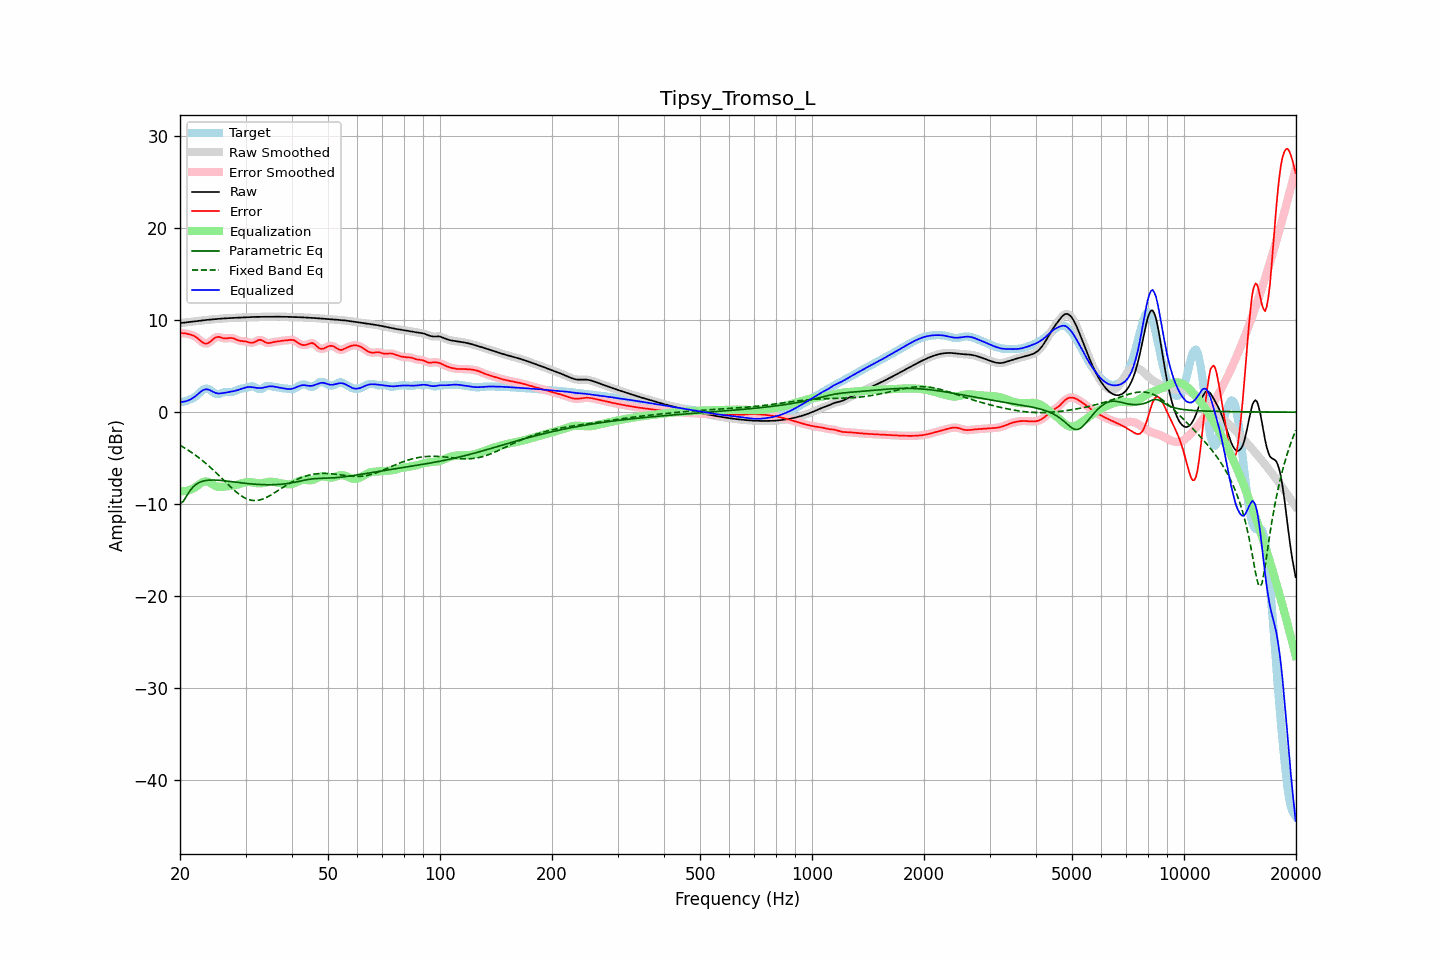 Tipsy_Tromso_L
Target
Raw Smoothed
Error Smoothed
Raw
Error
Equalization
Parametric Eq
Fixed Band Eq
Equalized
30
20
10
0
−10
−20
−30
−40
Amplitude (dBr)
20 50 100 200 500 1000 2000 5000 10000 20000
Frequency (Hz)